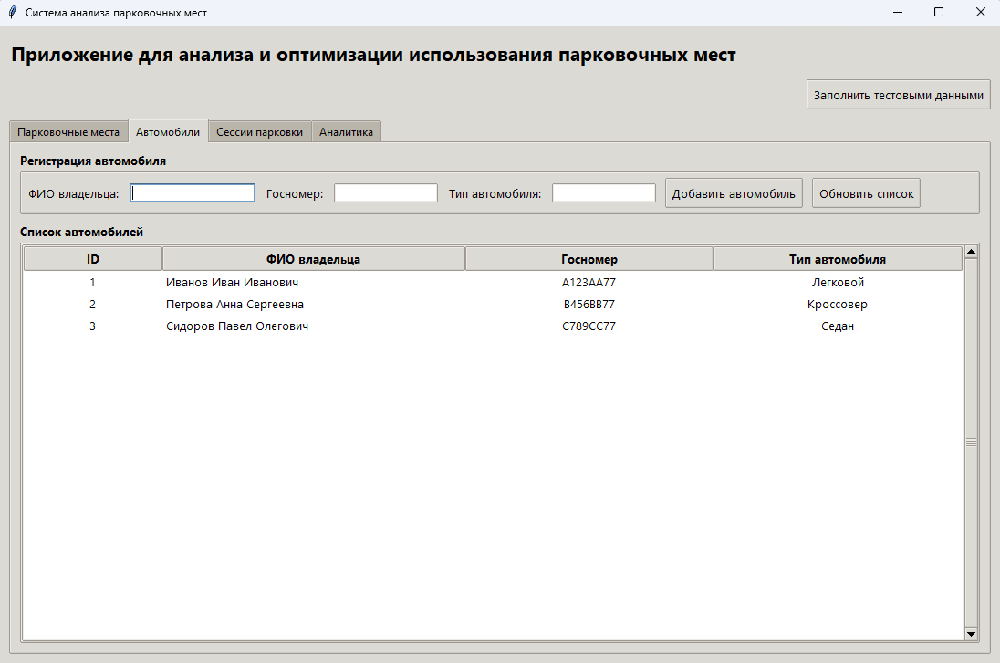 Система анализа парковочных мест
Приложение для анализа и оптимизации использования парковочных мест
Заполнить тестовыми данными
Парковочные места Автомобили Сессии парковки Аналитика
Регистрация автомобиля
ФИО владельца: Госномер: Тип автомобиля: Добавить автомобиль Обновить список
Список автомобилей
ID ФИО владельца Госномер Тип автомобиля
1 Иванов Иван Иванович А123АА77 Легковой
2 Петрова Анна Сергеевна В456ВВ77 Кроссовер
3 Сидоров Павел Олегович С789СС77 Седан